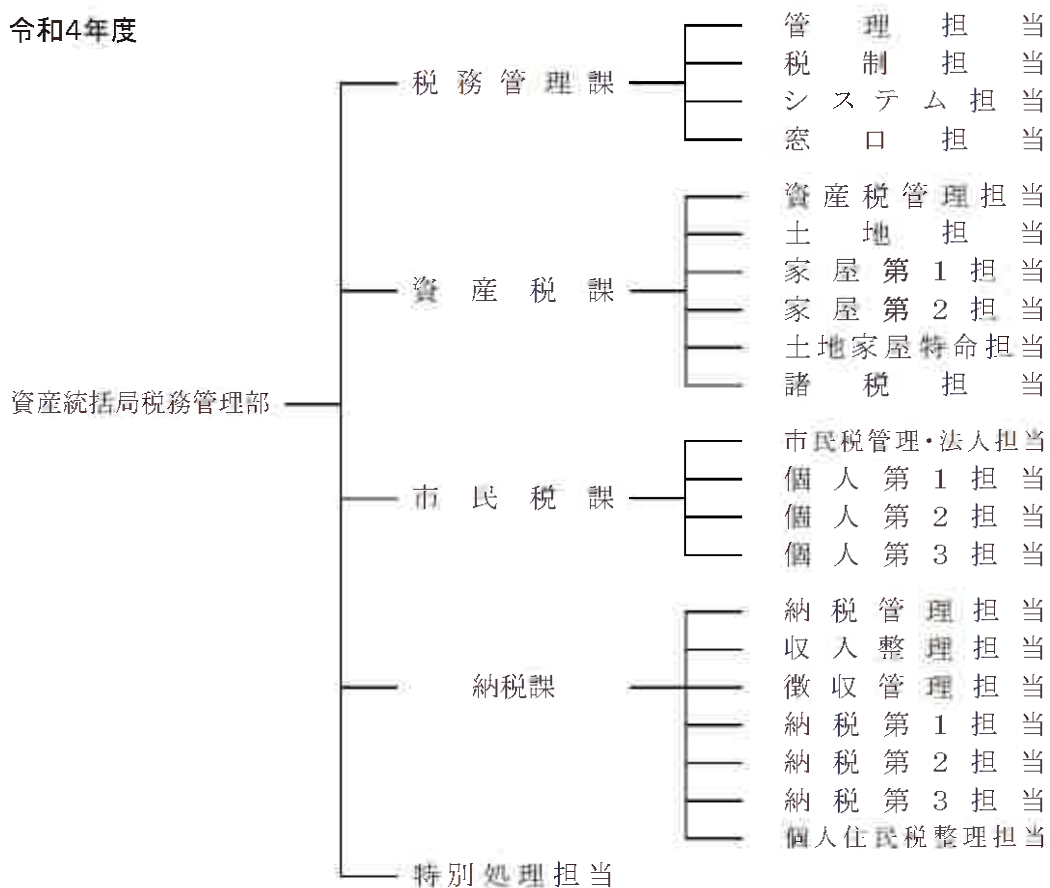 令和4年度
資産統括局税務管理部
税務管理課
管理担当
税制担当
システム担当
窓口担当
資産税課
資産税管理担当
土地担当
家屋第1担当
家屋第2担当
土地家屋特命担当
諸税担当
市民税課
市民税管理・法人担当
個人第1担当
個人第2担当
個人第3担当
納税課
納税管理担当
収入整理担当
徴収管理担当
納税第1担当
納税第2担当
納税第3担当
個人住民税整理担当
特別処理担当